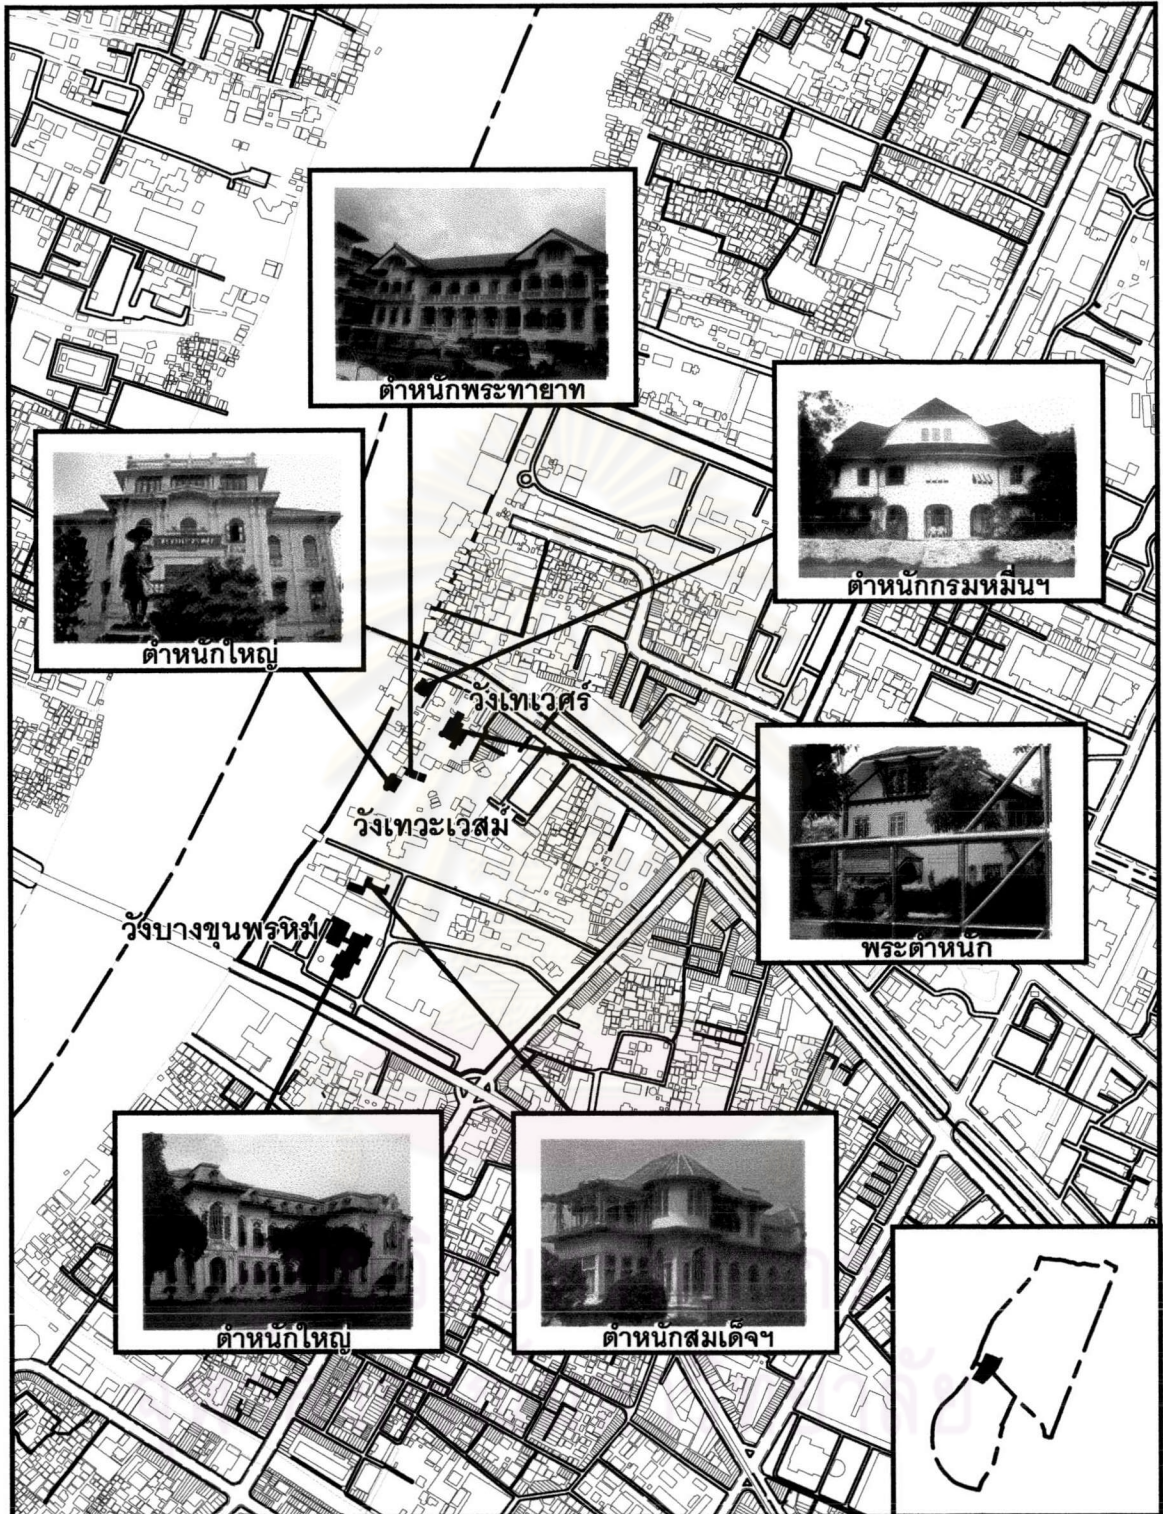 ตำหนักพระทายาท
ตำหนักกรมหมื่นฯ
ตำหนักใหญ่
วังเทเวศร์
วังเทวะเวสม์
พระตำหนัก
วังบางขุนพรหม
ตำหนักใหญ่
ตำหนักสมเด็จฯ